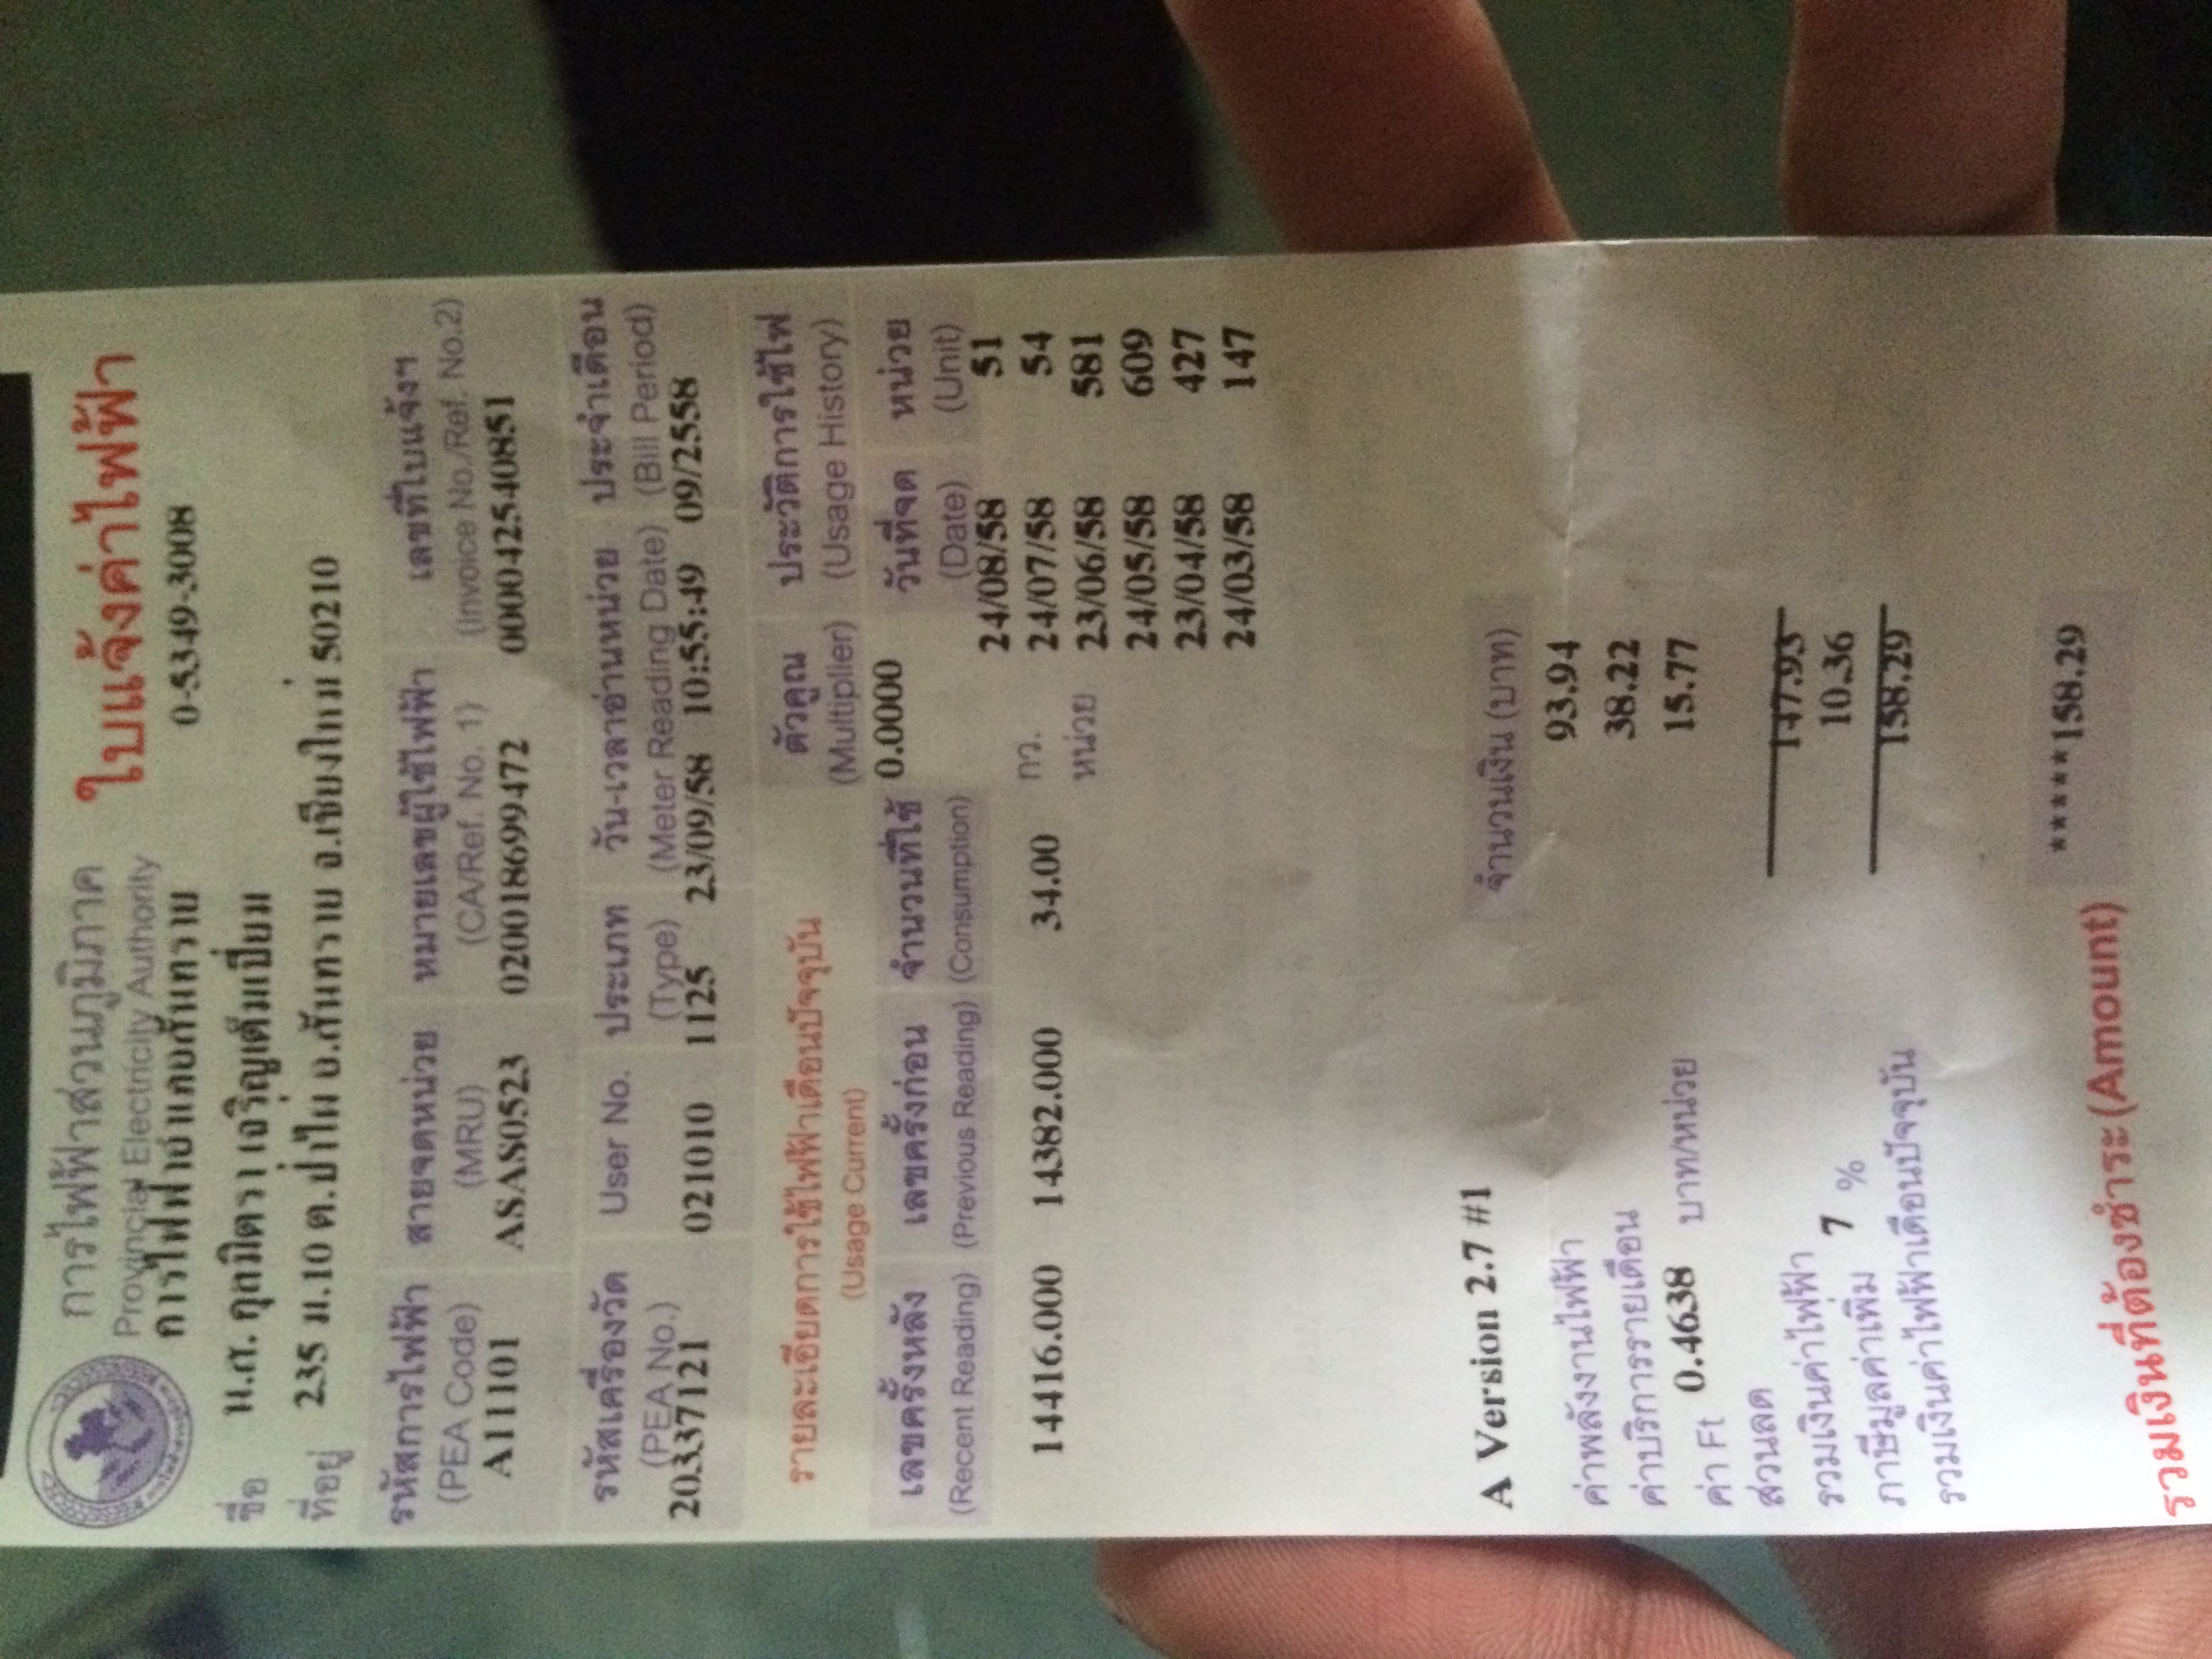 การไฟฟ้าส่วนภูมิภาค
Provincial Electricity Authority
ใบแจ้งค่าไฟฟ้า
การไฟฟ้าอำเภอสันทราย 0-5349-3008
ชื่อ น.ส. กุลมิตรา เจริญเต็มเปี่ยม
ที่อยู่ 235 ม.10 ต.ป่าไผ่ อ.สันทราย จ.เชียงใหม่ 50210
รหัสการไฟฟ้า สายจดหน่วย หมายเลขผู้ใช้ไฟฟ้า เลขที่ใบแจ้งฯ
(PEA Code) (MRU) (CA/Ref. No. 1) (Invoice No./Ref. No.2)
A11101 ASAS0523 020018699472 000042540851
รหัสเครื่องวัด User No. ประเภท วัน-เวลาอ่านหน่วย ประจำเดือน
(PEA No.) (Type) (Meter Reading Date) (Bill Period)
20337121 021010 1125 23/09/58 10:55:49 09/2558
รายละเอียดการใช้ไฟฟ้าเดือนปัจจุบัน ตัวคูณ ประวัติการใช้ไฟ
(Usage Current) (Multiplier) (Usage History)
เลขครั้งหลัง เลขครั้งก่อน จำนวนที่ใช้ 0.0000 วันที่จด หน่วย
(Recent Reading) (Previous Reading) (Consumption) (Date) (Unit)
24/08/58 51
14416.000 14382.000 34.00 กว. 24/07/58 54
หน่วย 23/06/58 581
24/05/58 609
23/04/58 427
24/03/58 147
A Version 2.7 #1 จำนวนเงิน (บาท)
ค่าพลังงานไฟฟ้า 93.94
ค่าบริการรายเดือน 38.22
ค่า Ft 0.4638 บาท/หน่วย 15.77
ส่วนลด
รวมเงินค่าไฟฟ้า 147.93
ภาษีมูลค่าเพิ่ม 7 % 10.36
รวมเงินค่าไฟฟ้าเดือนปัจจุบัน 158.29
รวมเงินที่ต้องชำระ (Amount) *****158.29